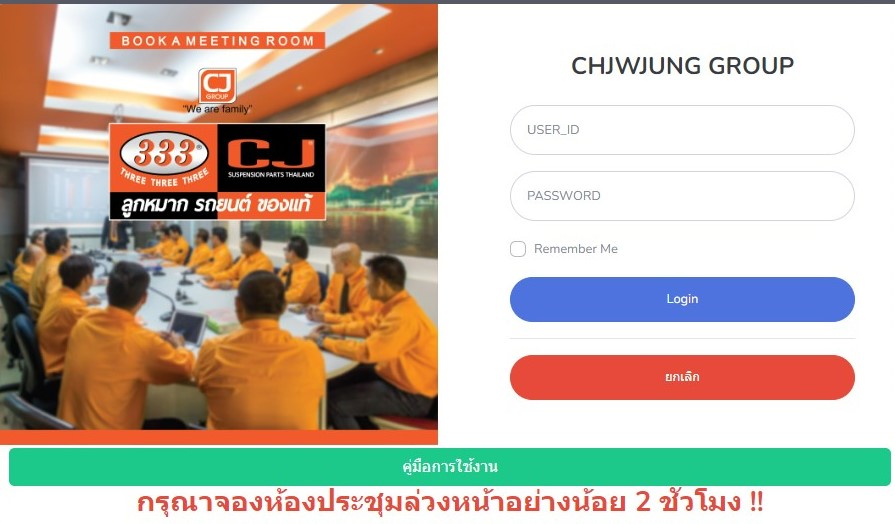 BOOK A MEETING ROOM
CJ
GROUP
"We are family"
333®
THREE THREE THREE
CJ®
SUSPENSION PARTS THAILAND
ลูกหมาก รถยนต์ ของแท้
CHJWJUNG GROUP
USER_ID
PASSWORD
Remember Me
Login
ยกเลิก
คู่มือการใช้งาน
กรุณาจองห้องประชุมล่วงหน้าอย่างน้อย 2 ชั่วโมง !!